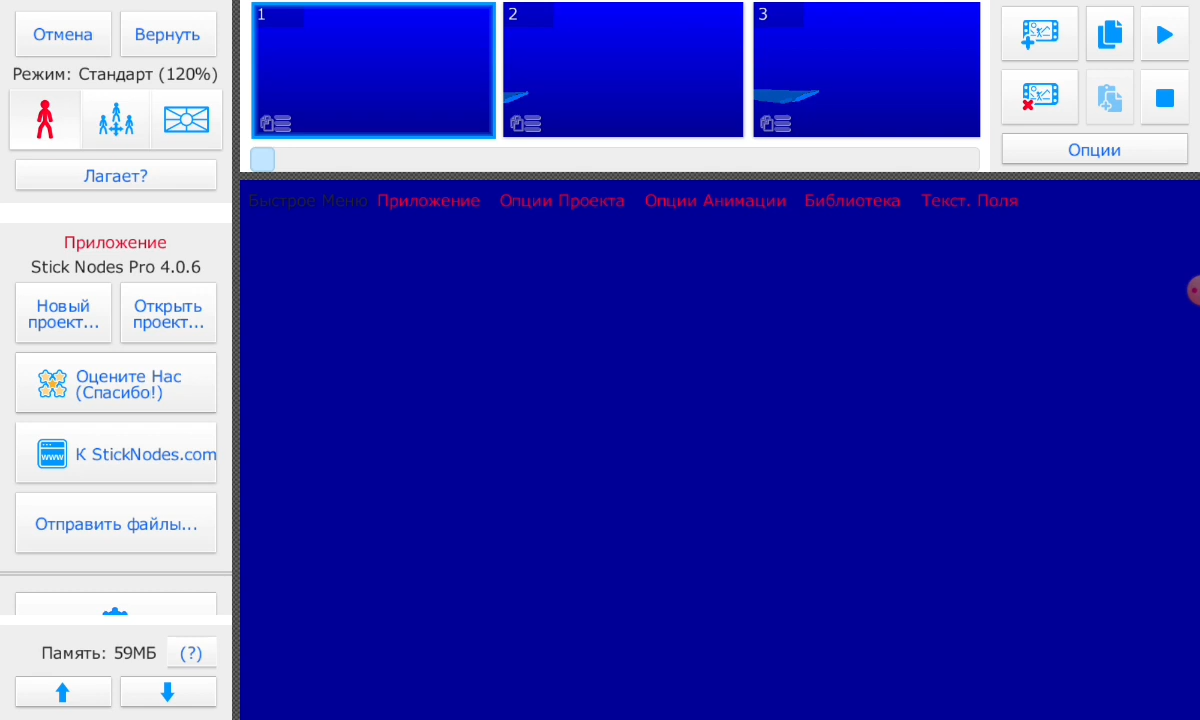 Отмена
Вернуть
Режим: Стандарт (120%)
Лагает?
Приложение
Stick Nodes Pro 4.0.6
Новый
проект...
Открыть
проект...
Оцените Нас
(Спасибо!)
www
К StickNodes.com
Отправить файлы...
Память: 59МБ
(?)
1
2
3
Опции
Быстрое Меню Приложение Опции Проекта Опции Анимации Библиотека Текст. Поля